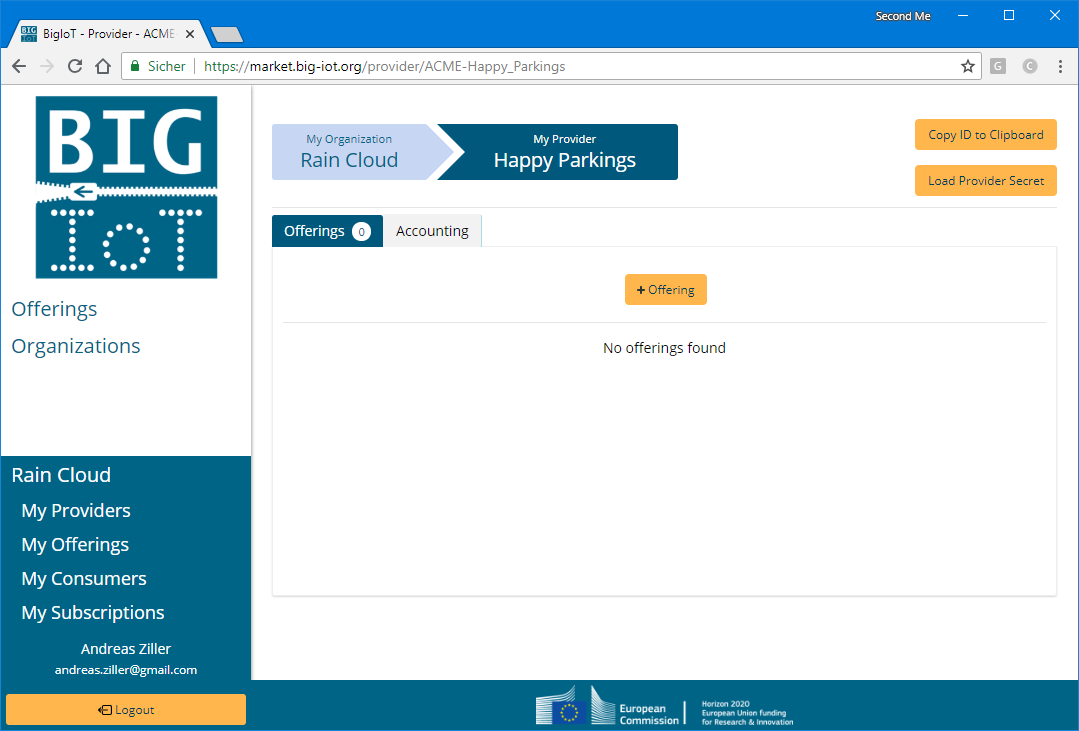 Second Me
BIG IoT
BigIoT - Provider - ACME
Sicher
https://market.big-iot.org/provider/ACME-Happy_Parkings
G
C
BIG
IoT
My Organization
Rain Cloud
My Provider
Happy Parkings
Copy ID to Clipboard
Load Provider Secret
Offerings 0
Accounting
+ Offering
No offerings found
Offerings
Organizations
Rain Cloud
My Providers
My Offerings
My Consumers
My Subscriptions
Andreas Ziller
andreas.ziller@gmail.com
Logout
European
Commission
Horizon 2020
European Union funding
for Research & Innovation